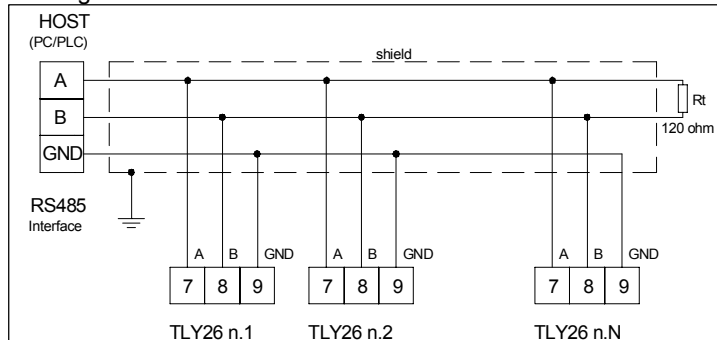 HOST
(PC/PLC)
shield
A
B
GND
Rt
120 ohm
RS485
Interface
A B GND A B GND A B GND
7 8 9 7 8 9 7 8 9
TLY26 n.1 TLY26 n.2 TLY26 n.N